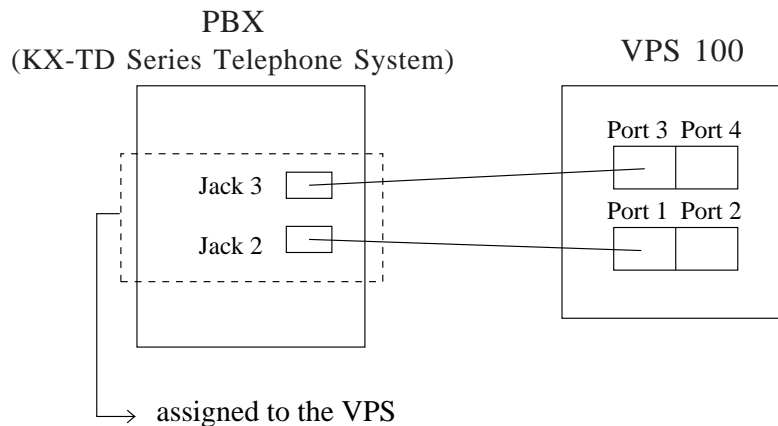 PBX
(KX-TD Series Telephone System)
VPS 100
Port 3 Port 4
Jack 3
Port 1 Port 2
Jack 2
assigned to the VPS